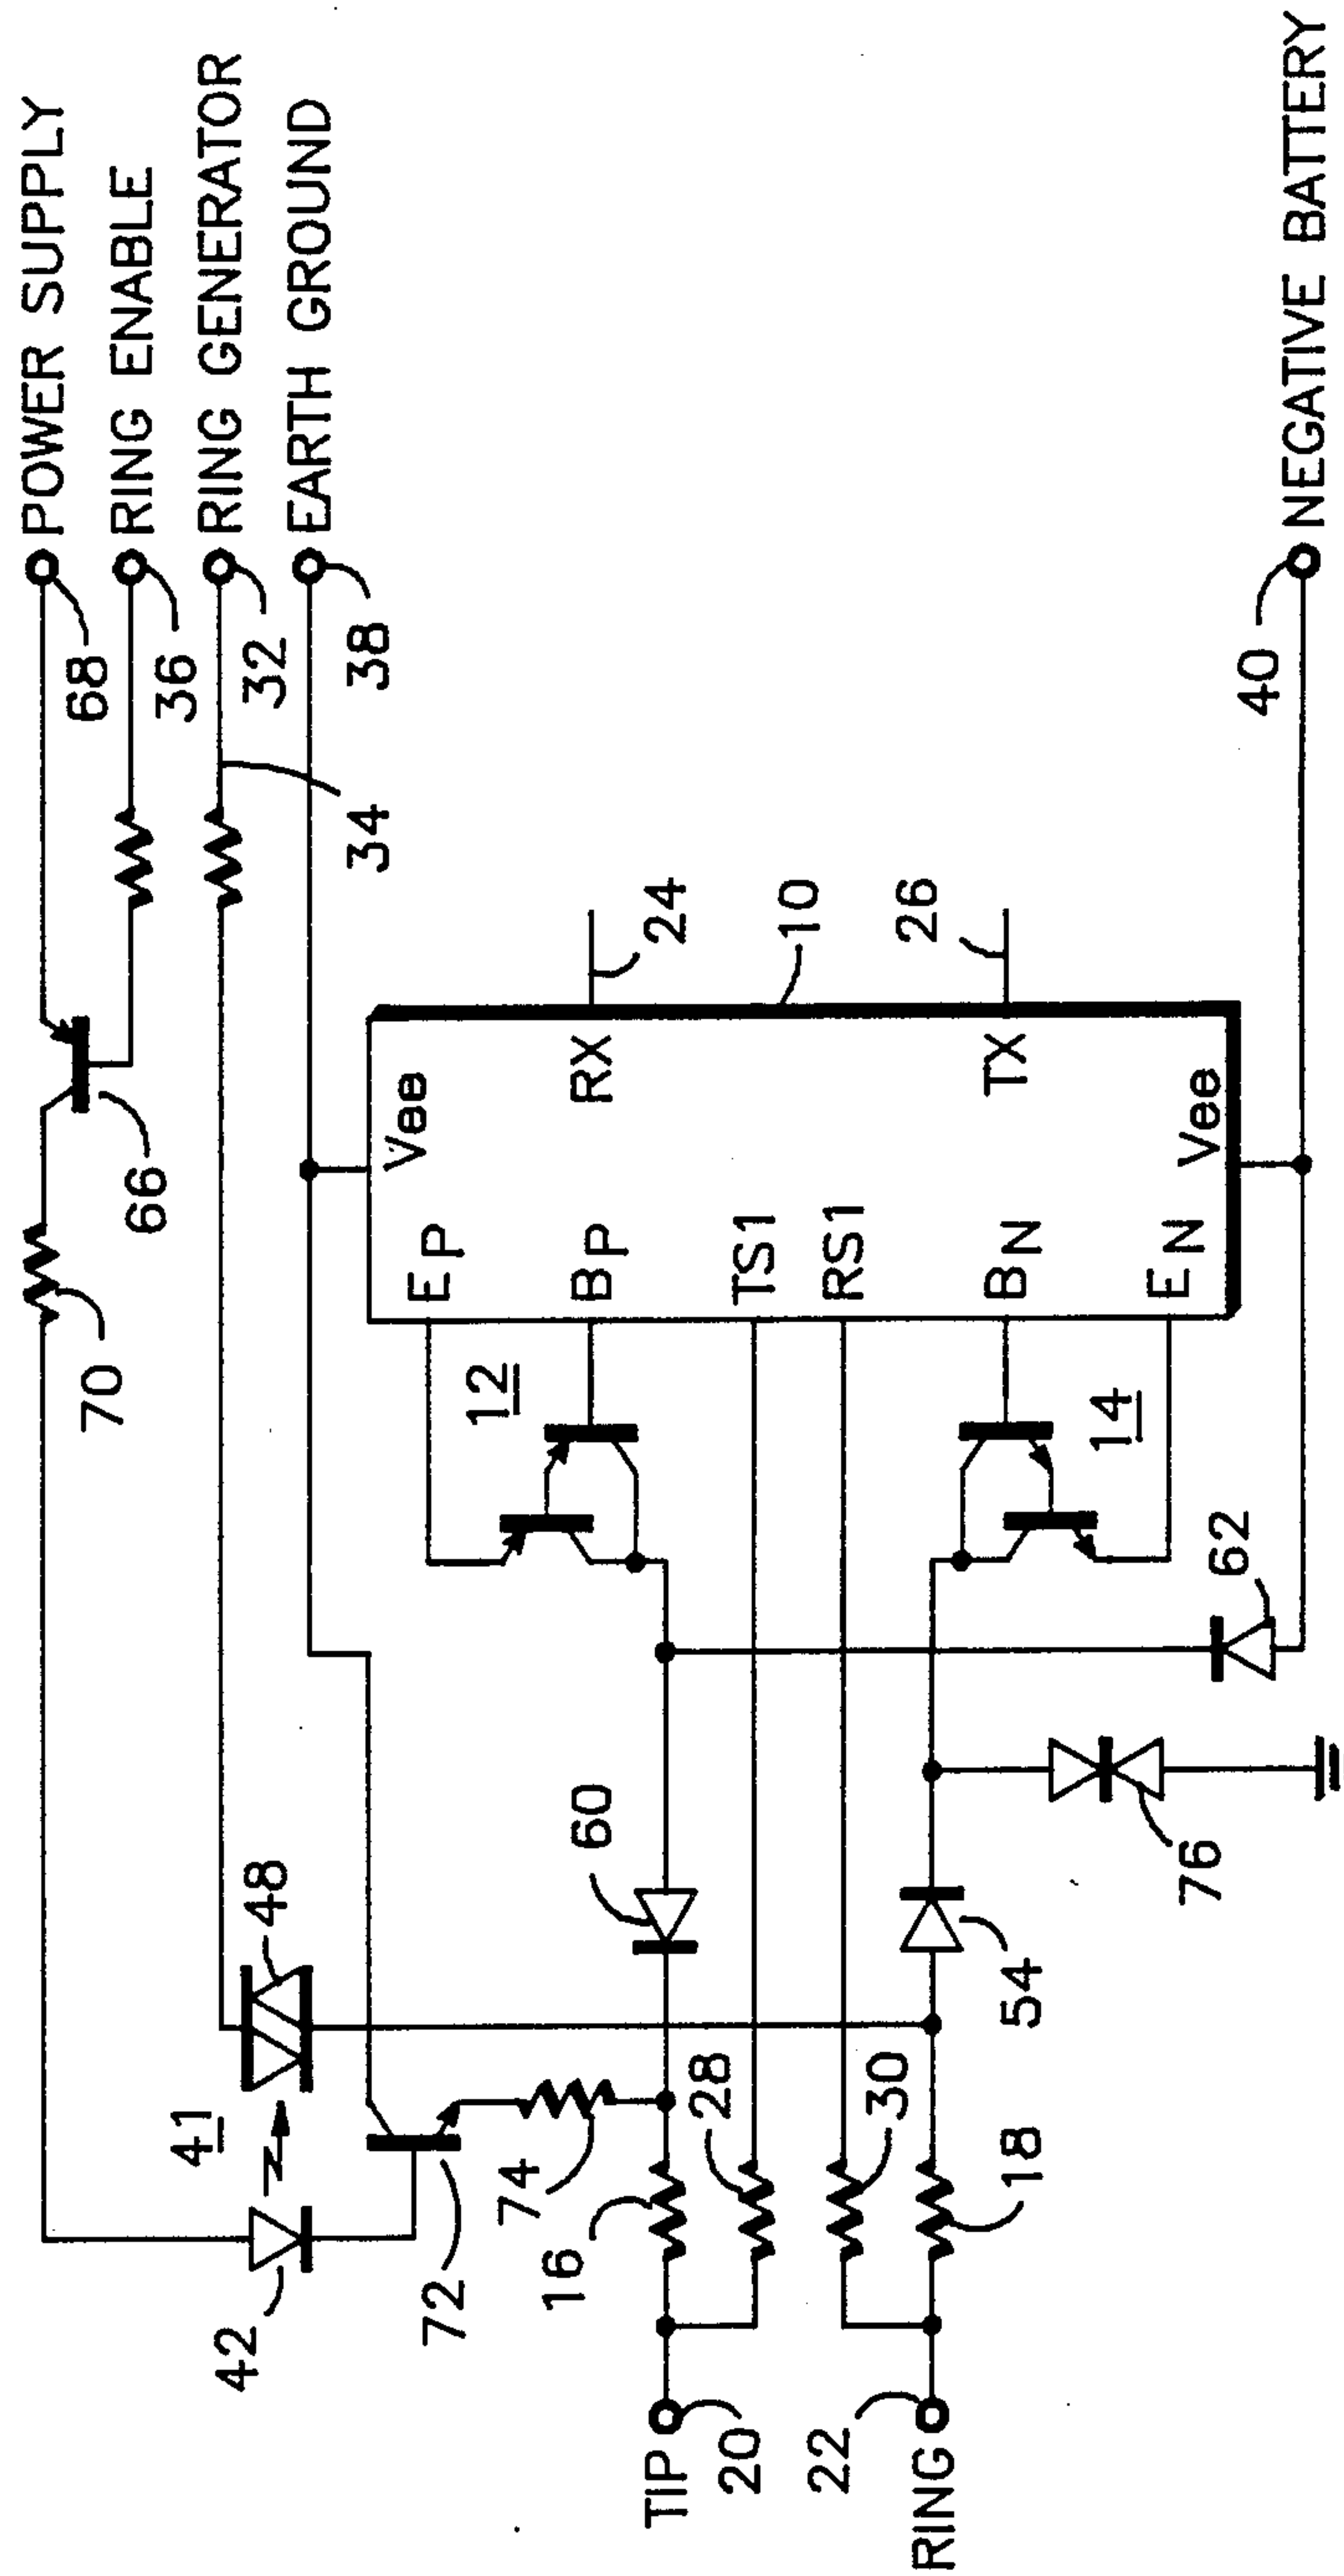 POWER SUPPLY
68
RING ENABLE
36
RING GENERATOR
32
34
EARTH GROUND
38
70
66
42
41
48
72
74
60
12
EP
BP
TS1
RS1
BN
EN
Vee
RX
TX
Vee
24
10
26
14
16
28
30
18
54
76
62
TIP
20
22
RING
40
NEGATIVE BATTERY